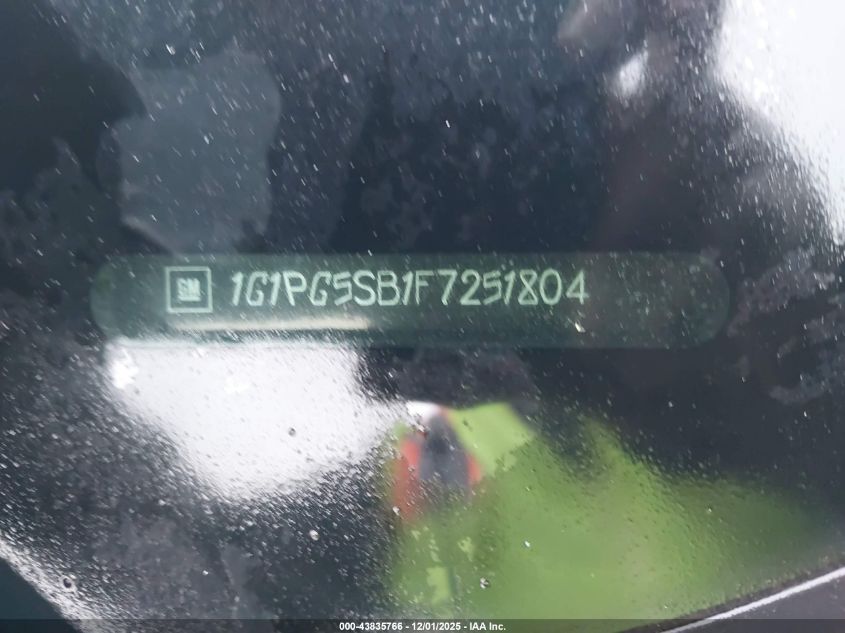 GM 1G1PG5SB1F7251804
000-43835766 - 12/01/2025 - IAA Inc.